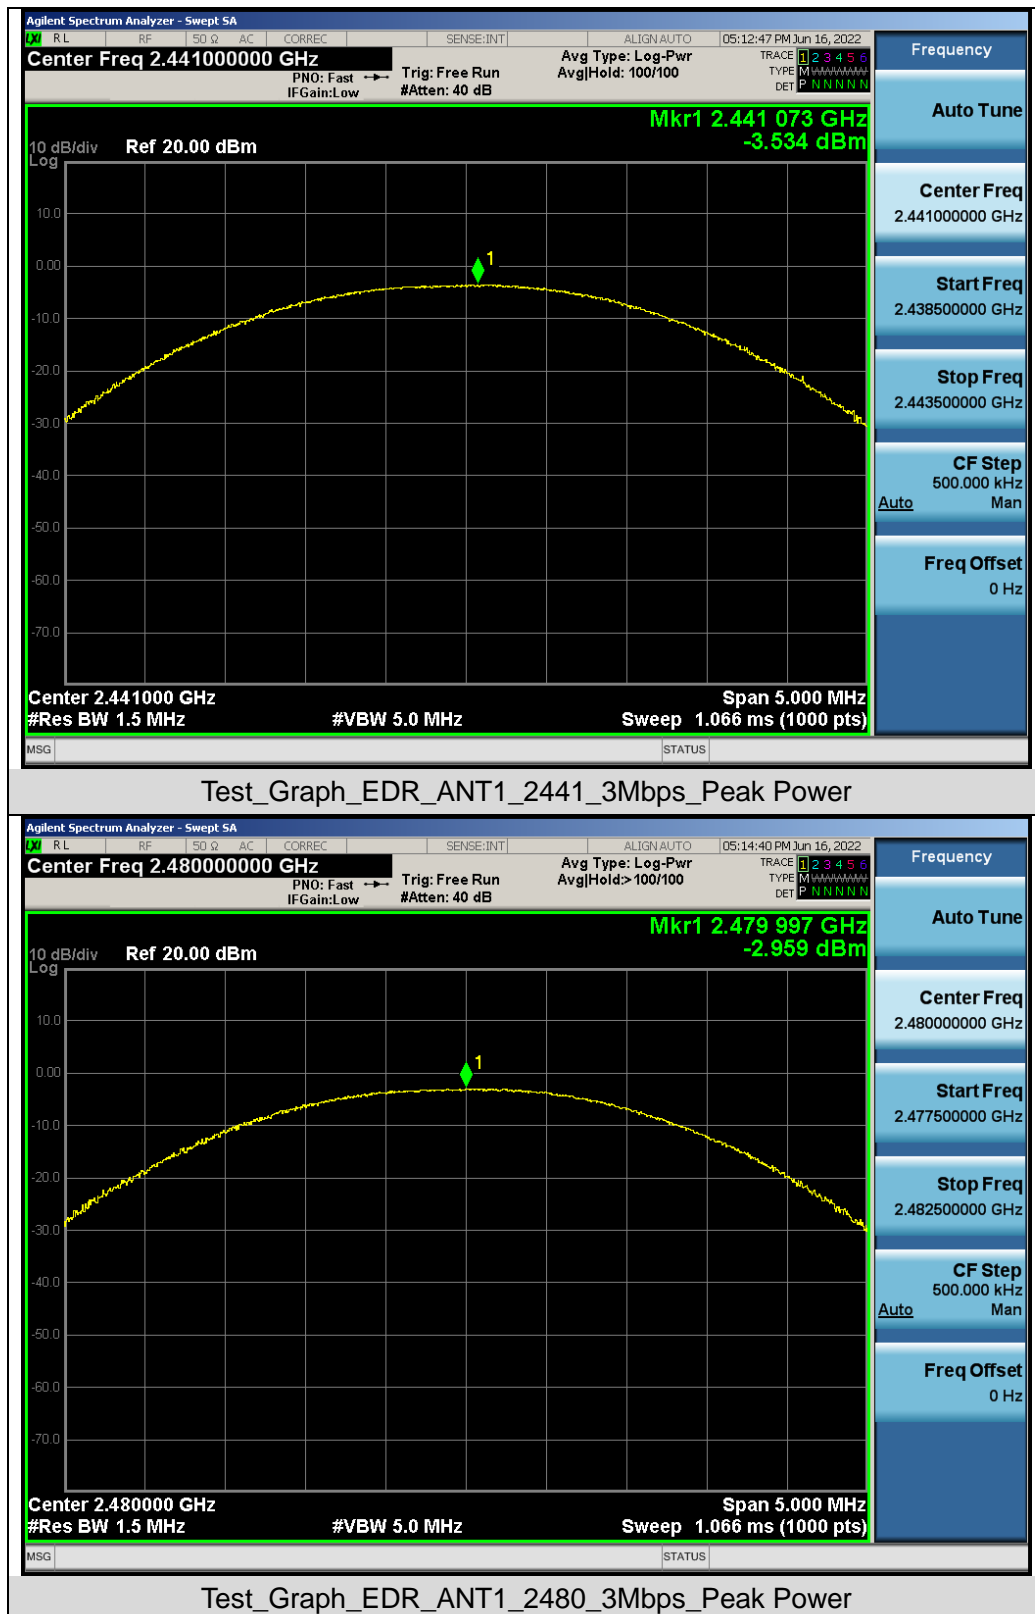 Agilent Spectrum Analyzer - Swept SA
LXI RL RF 50 Ω AC CORREC SENSE:INT ALIGN AUTO 05:12:47 PM Jun 16, 2022
Center Freq 2.441000000 GHz
PNO: Fast
IFGain:Low
Trig: Free Run
#Atten: 40 dB
Avg Type: Log-Pwr
Avg|Hold: 100/100
TRACE 1 2 3 4 5 6
TYPE M WWWWW
DET P N N N N N
Mkr1 2.441 073 GHz
-3.534 dBm
10 dB/div Ref 20.00 dBm
Log
10.0
0.00
1
-10.0
-20.0
-30.0
-40.0
-50.0
-60.0
-70.0
Center 2.441000 GHz Span 5.000 MHz
#Res BW 1.5 MHz #VBW 5.0 MHz Sweep 1.066 ms (1000 pts)
MSG STATUS
Frequency
Auto Tune
Center Freq
2.441000000 GHz
Start Freq
2.438500000 GHz
Stop Freq
2.443500000 GHz
CF Step
500.000 kHz
Auto Man
Freq Offset
0 Hz
Test_Graph_EDR_ANT1_2441_3Mbps_Peak Power
Agilent Spectrum Analyzer - Swept SA
LXI RL RF 50 Ω AC CORREC SENSE:INT ALIGN AUTO 05:14:40 PM Jun 16, 2022
Center Freq 2.480000000 GHz
PNO: Fast
IFGain:Low
Trig: Free Run
#Atten: 40 dB
Avg Type: Log-Pwr
Avg|Hold:>100/100
TRACE 1 2 3 4 5 6
TYPE M WWWWW
DET P N N N N N
Mkr1 2.479 997 GHz
-2.959 dBm
10 dB/div Ref 20.00 dBm
Log
10.0
0.00
1
-10.0
-20.0
-30.0
-40.0
-50.0
-60.0
-70.0
Center 2.480000 GHz Span 5.000 MHz
#Res BW 1.5 MHz #VBW 5.0 MHz Sweep 1.066 ms (1000 pts)
MSG STATUS
Frequency
Auto Tune
Center Freq
2.480000000 GHz
Start Freq
2.477500000 GHz
Stop Freq
2.482500000 GHz
CF Step
500.000 kHz
Auto Man
Freq Offset
0 Hz
Test_Graph_EDR_ANT1_2480_3Mbps_Peak Power